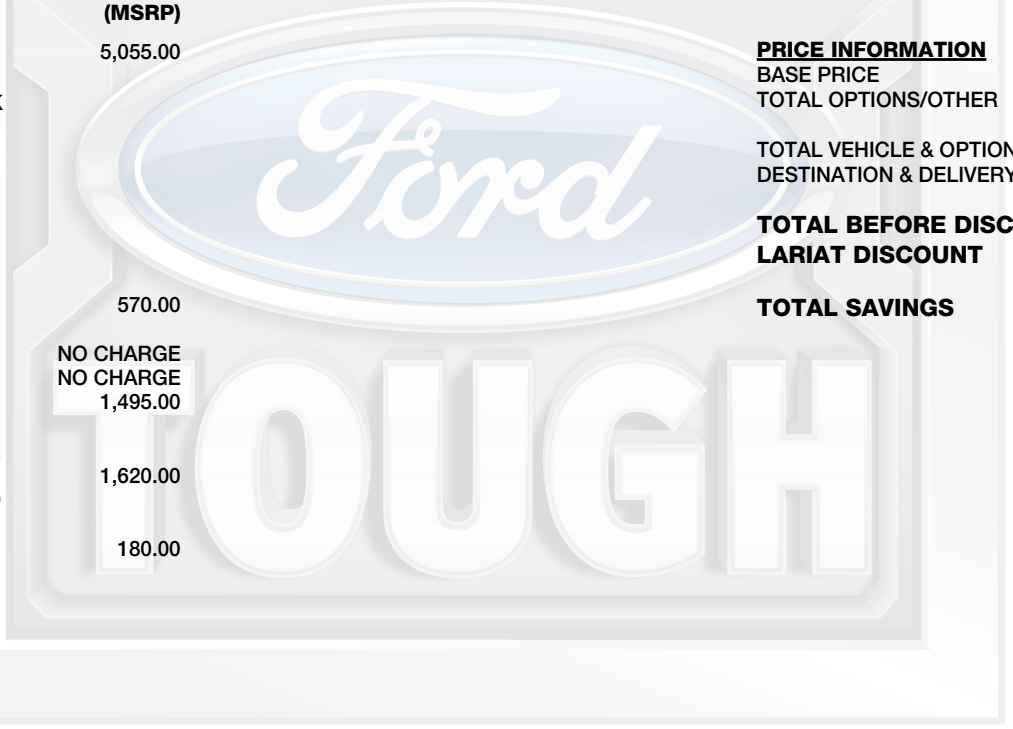 (MSRP)
5,055.00
570.00
NO CHARGE
NO CHARGE
1,495.00
1,620.00
180.00
PRICE INFORMATION
BASE PRICE
TOTAL OPTIONS/OTHER
TOTAL VEHICLE & OPTION
DESTINATION & DELIVERY
TOTAL BEFORE DISC
LARIAT DISCOUNT
TOTAL SAVINGS
Ford
TOUGH